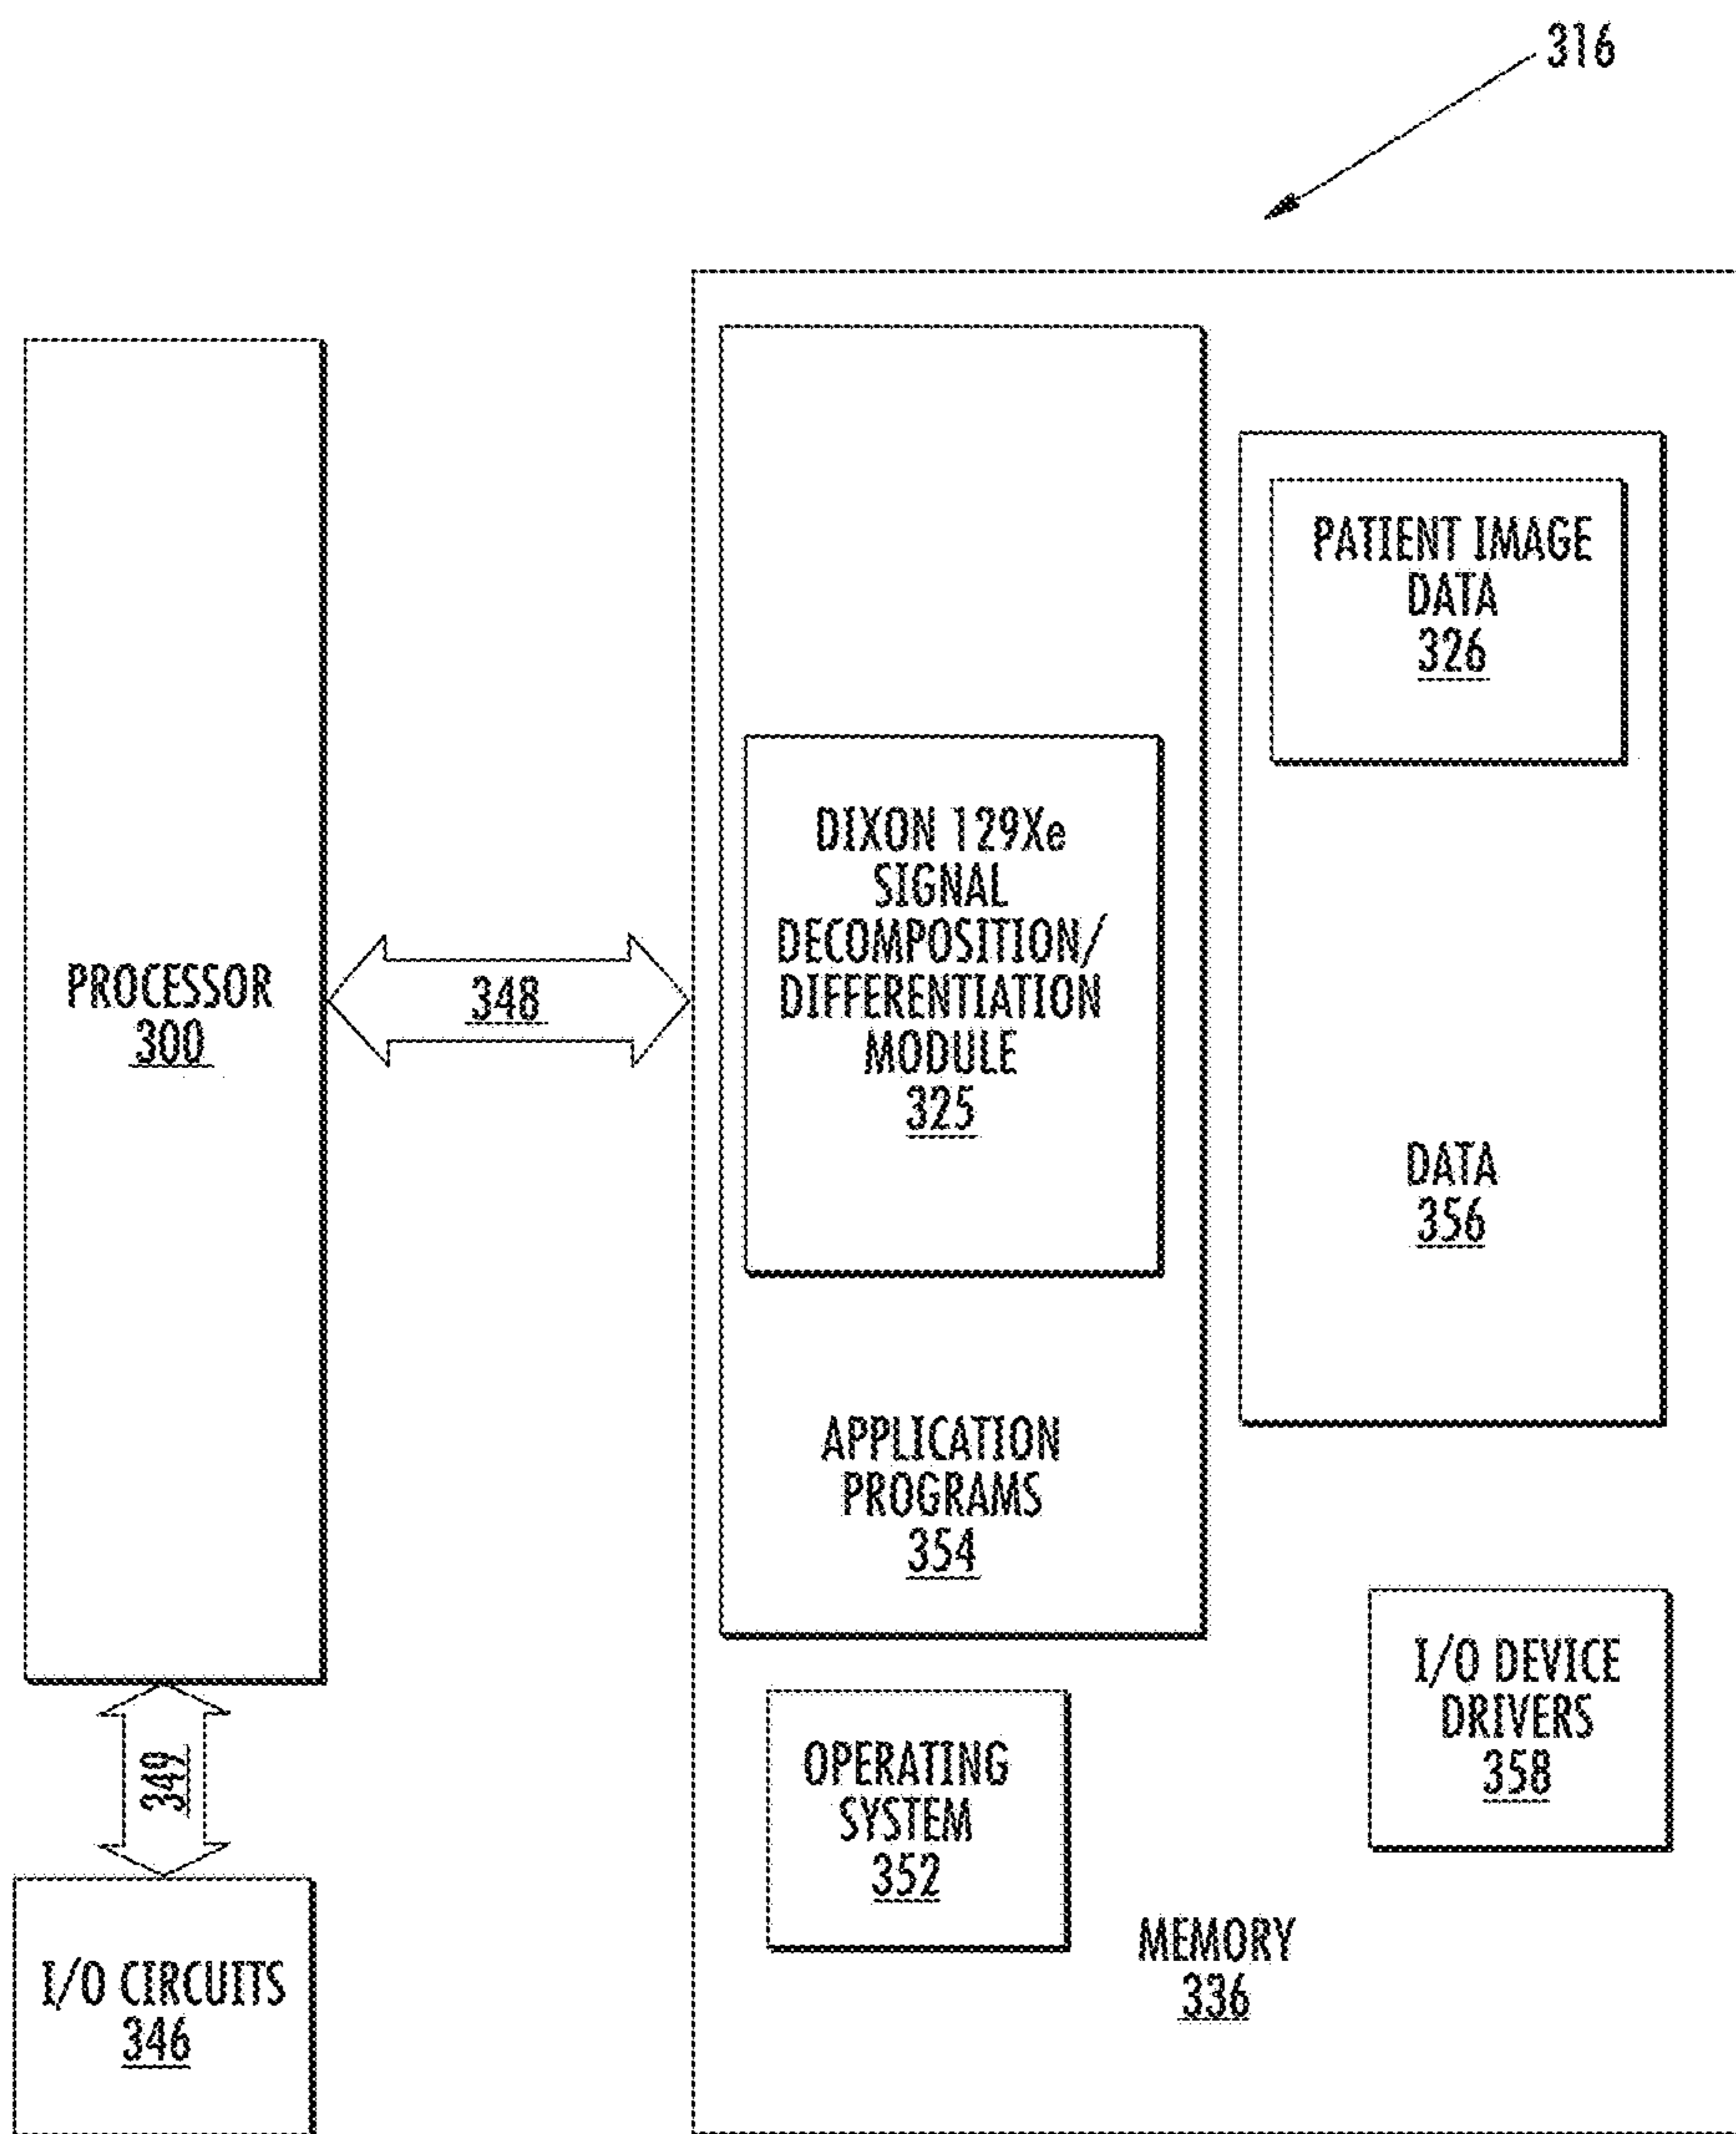 316
PROCESSOR
300
348
349
I/O CIRCUITS
346
DIXON 129Xe
SIGNAL
DECOMPOSITION/
DIFFERENTIATION
MODULE
325
APPLICATION
PROGRAMS
354
PATIENT IMAGE
DATA
326
DATA
356
OPERATING
SYSTEM
352
I/O DEVICE
DRIVERS
358
MEMORY
336